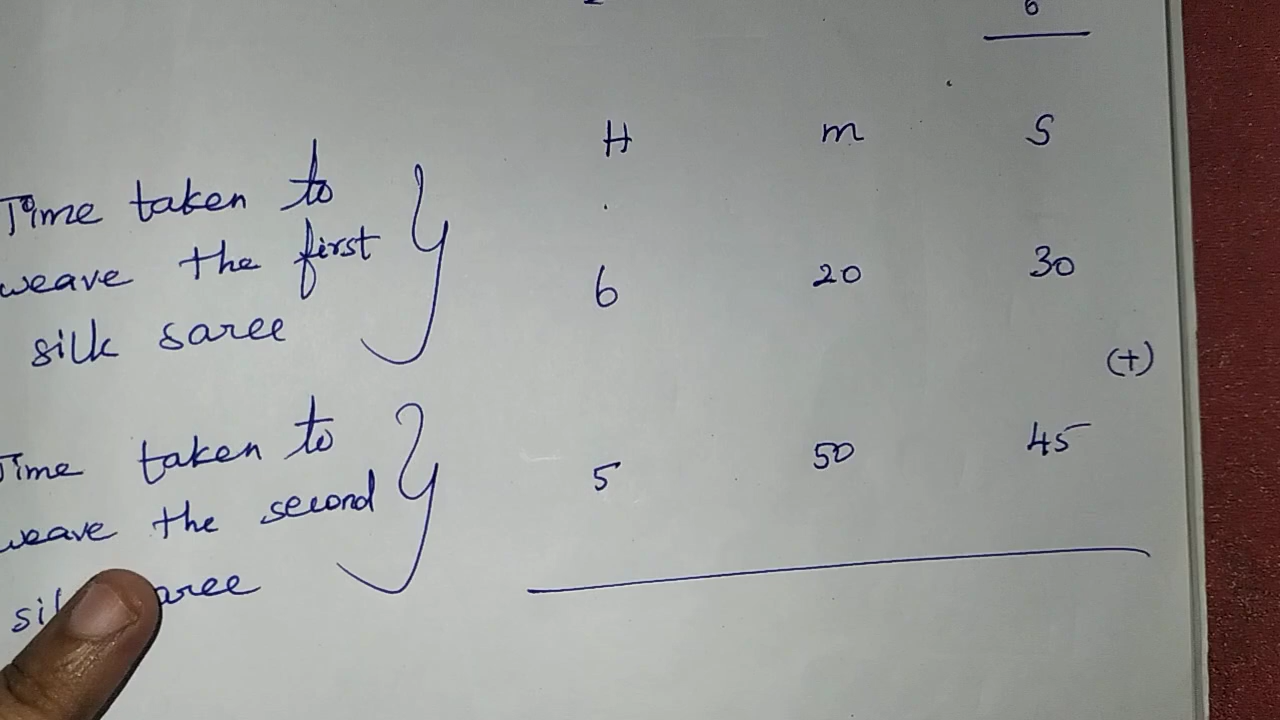 6
H m S
Time taken to
weave the first
silk saree
6 20 30
(+)
Time taken to
weave the second
5 50 45